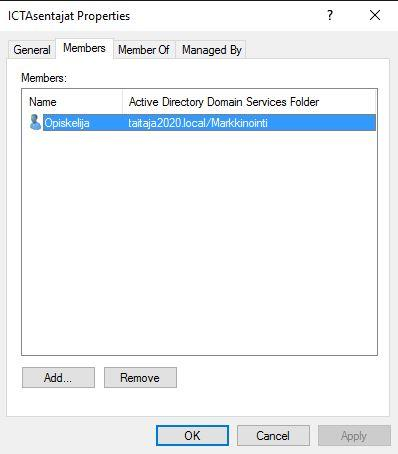 ICTAsentajat Properties
General Members Member Of Managed By
Members:
Name Active Directory Domain Services Folder
Opiskelija taitaja2020.local/Markkinointi
Add... Remove
OK Cancel Apply